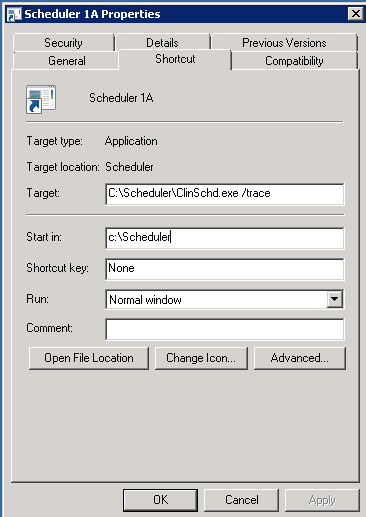 Scheduler 1A Properties
Security Details Previous Versions
General Shortcut Compatibility
Scheduler 1A
Target type: Application
Target location: Scheduler
Target: C:\Scheduler\ClinSchd.exe /trace
Start in: c:\Scheduler
Shortcut key: None
Run: Normal window
Comment:
Open File Location Change Icon... Advanced...
OK Cancel Apply